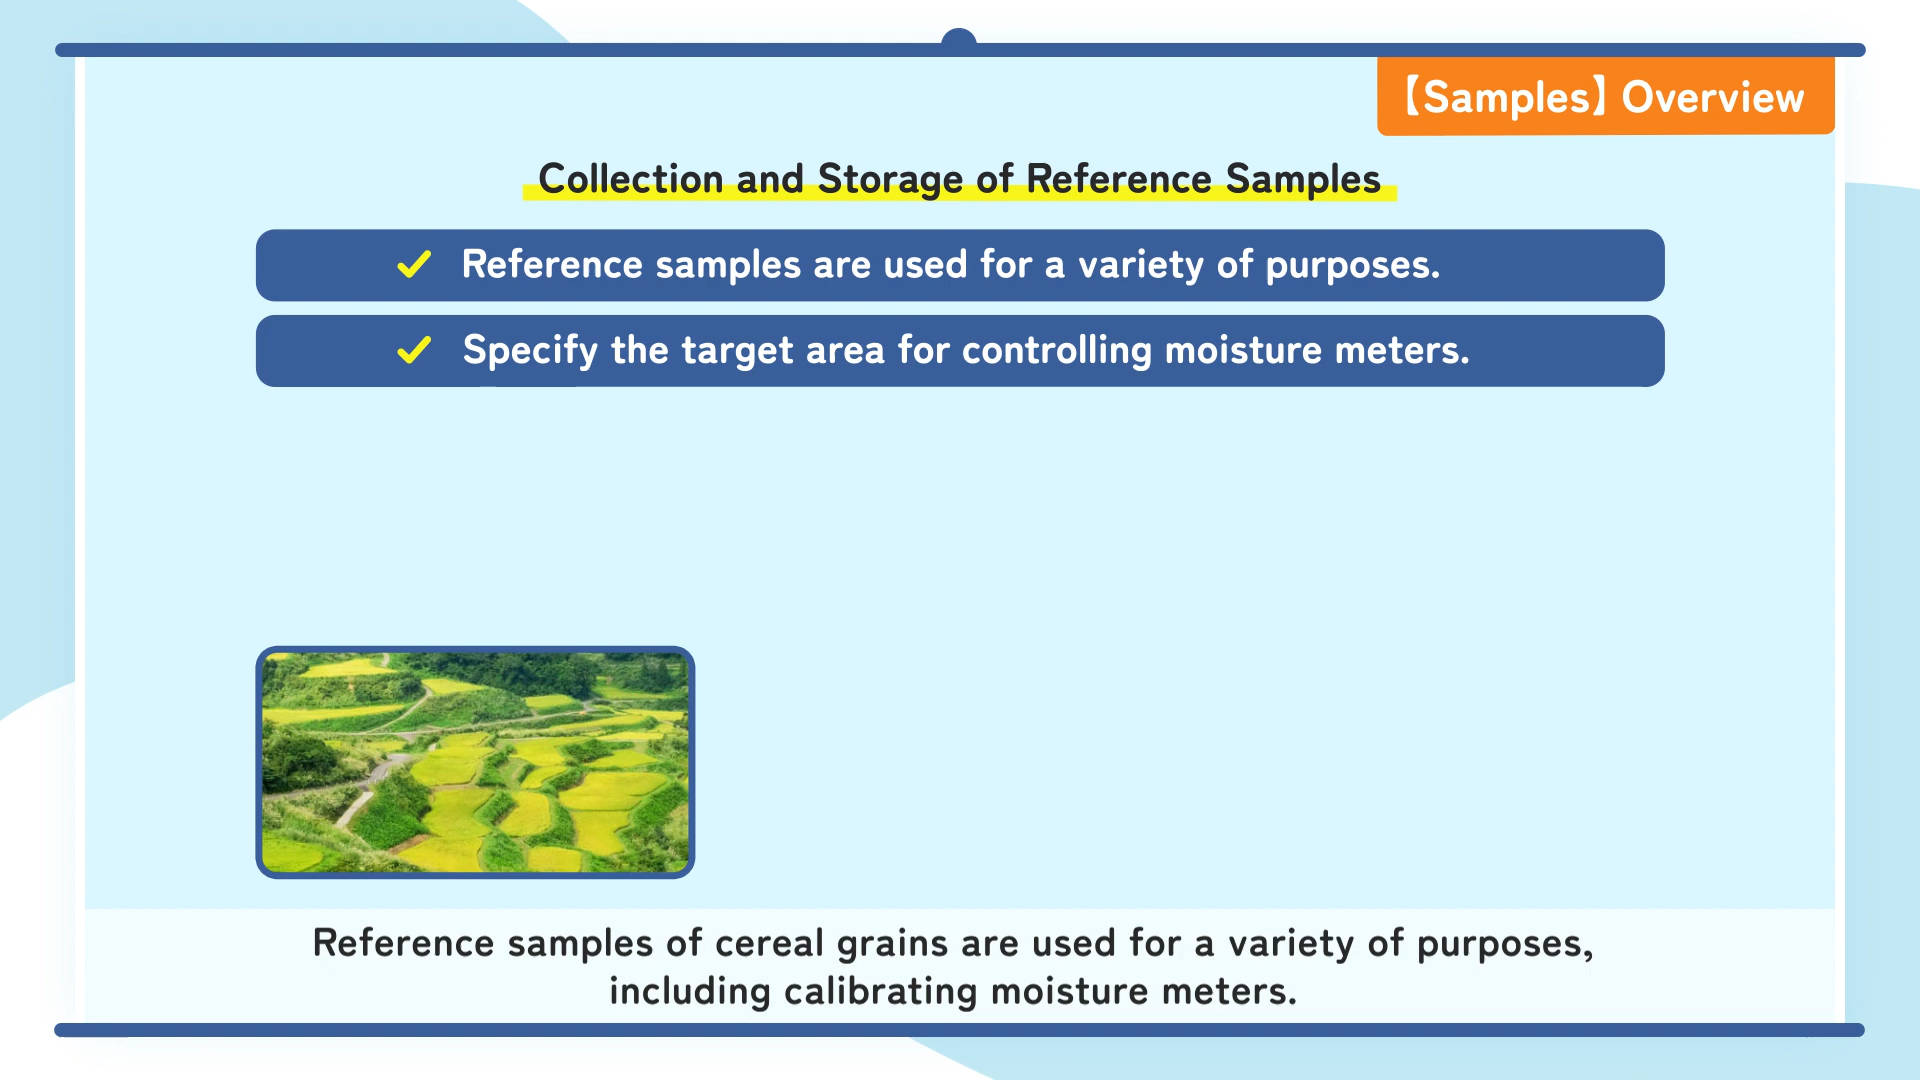 【Samples】Overview
Collection and Storage of Reference Samples
Reference samples are used for a variety of purposes.
Specify the target area for controlling moisture meters.
Reference samples of cereal grains are used for a variety of purposes,
including calibrating moisture meters.